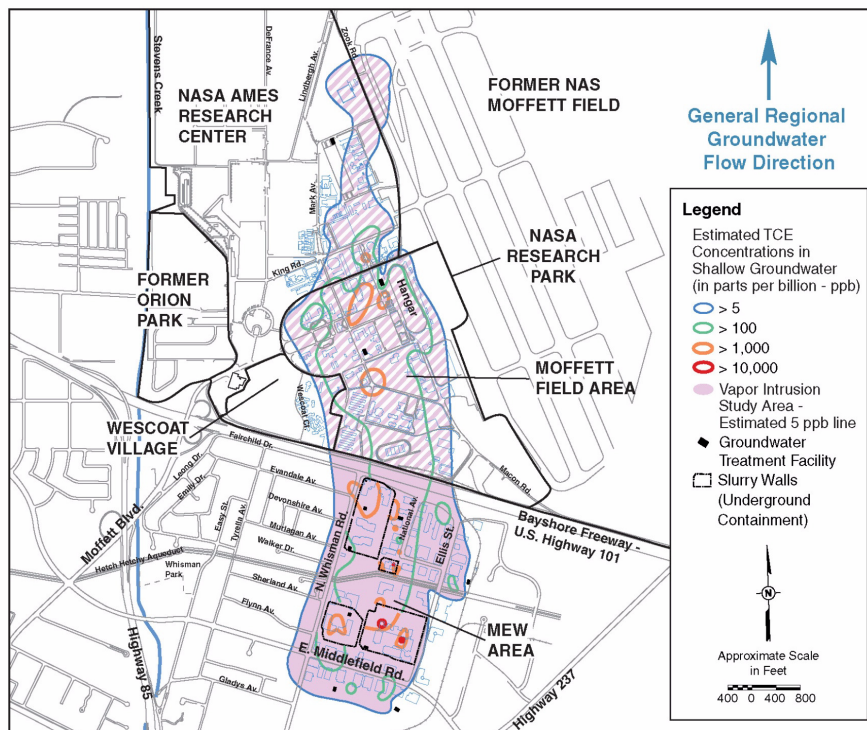 Stevens Creek
DeFrance Av.
Lindbergh Av.
Zook Rd.
NASA AMES
RESEARCH
CENTER
FORMER NAS
MOFFETT FIELD
General Regional
Groundwater
Flow Direction
Mark Av.
King Rd.
NASA
RESEARCH
PARK
FORMER
ORION
PARK
Hangar
MOFFETT
FIELD AREA
WESCOAT
VILLAGE
Wescoat Ct.
Fairchild Dr.
Macon Rd
Leong Dr.
Emily Dr.
Moffett Blvd.
Easy St.
Tyrella Av.
Evandale Av.
Devonshire Av.
Murlagan Av.
Walker Dr.
Hetch Hetchy Aqueduct
Whisman
Park
Sherland Av.
Flynn Av.
Gladys Av.
N. Whisman Rd.
National Av.
Ellis St.
Bayshore Freeway -
U.S. Highway 101
MEW
AREA
E. Middlefield Rd.
Highway 85
Highway 237
Legend
Estimated TCE
Concentrations in
Shallow Groundwater
(in parts per billion - ppb)
> 5
> 100
> 1,000
> 10,000
Vapor Intrusion
Study Area -
Estimated 5 ppb line
Groundwater
Treatment Facility
Slurry Walls
(Underground
Containment)
N
Approximate Scale
in Feet
400 0 400 800